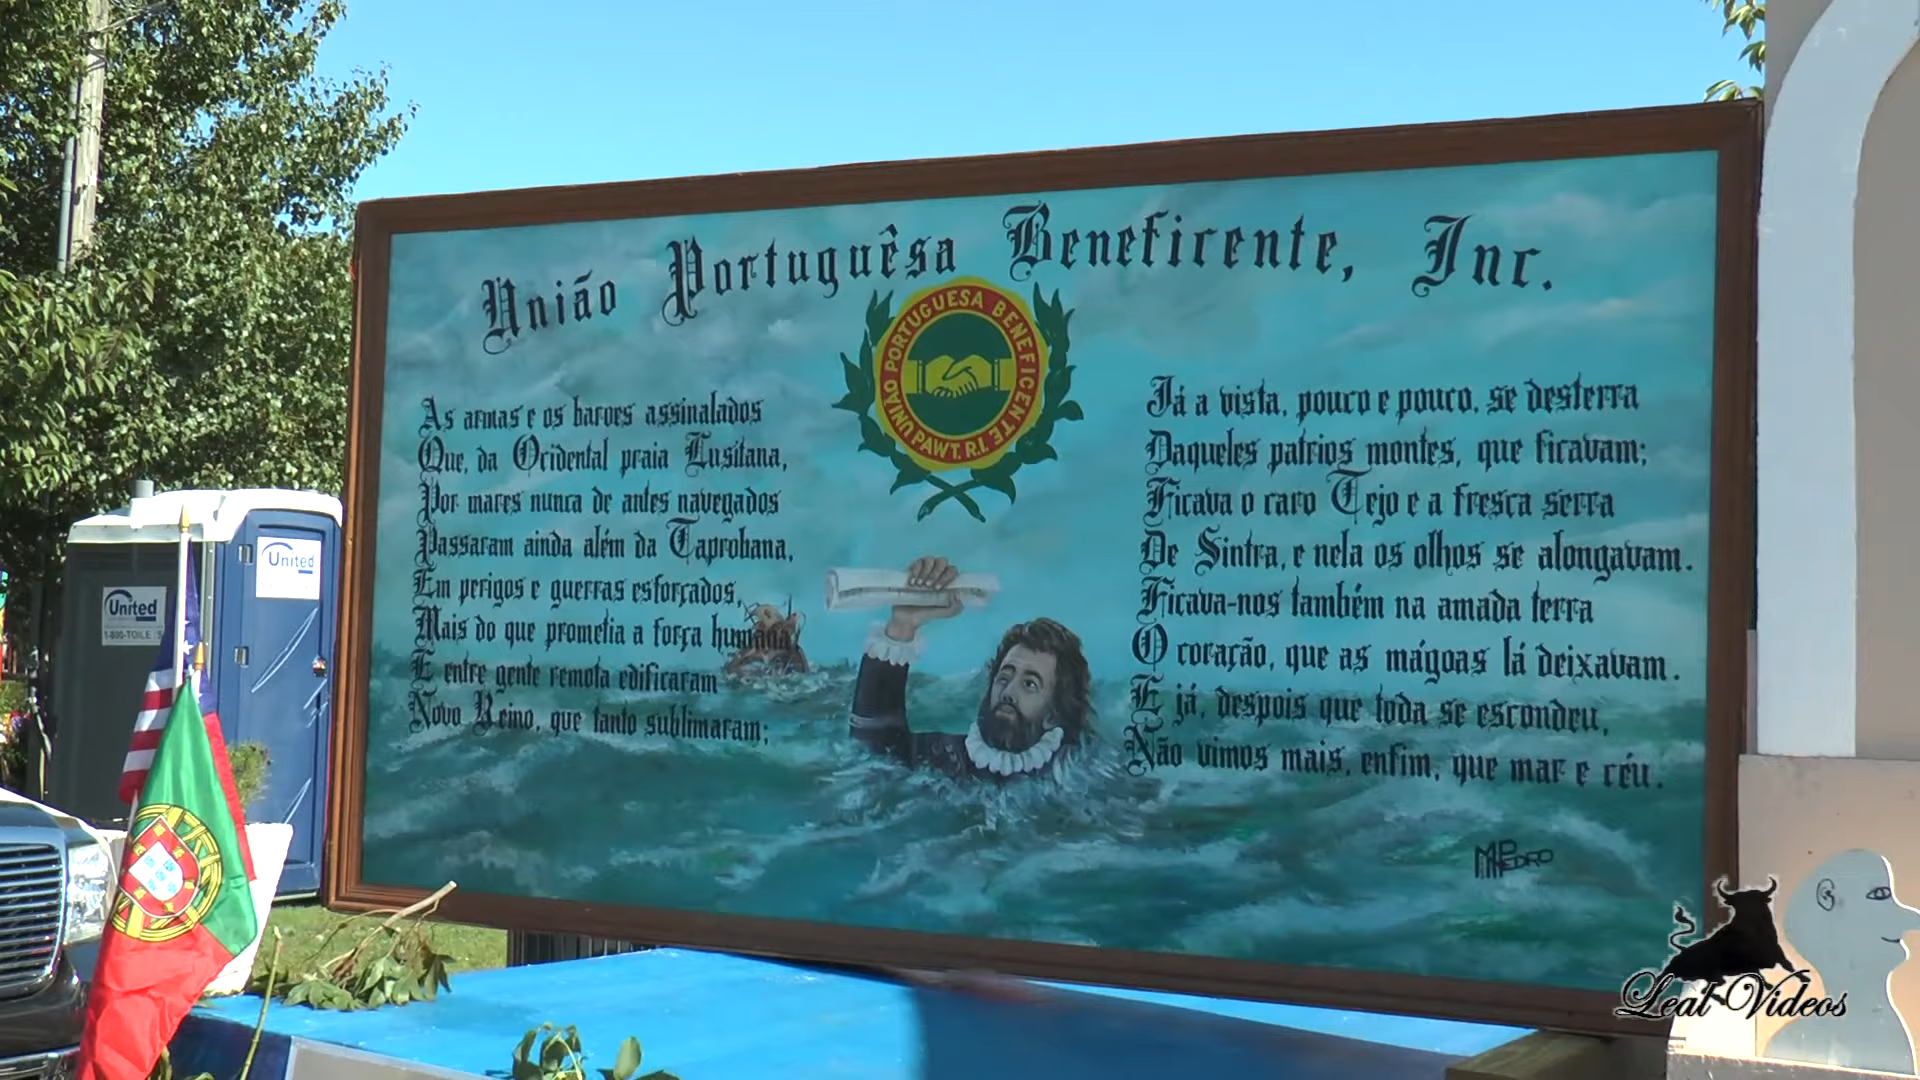 União Portuguêsa Beneficente, Inc.
UNIÃO PORTUGUESA BENEFICENTE
PAWT. R.I.
As armas e os barões assinalados
Que, da Ocidental praia Lusitana,
Por mares nunca de antes navegados
Passaram ainda além da Taprobana,
Em perigos e guerras esforçados,
Mais do que prometia a força humana
E entre gente remota edificaram
Novo Reino, que tanto sublimaram;
Já a vista, pouco e pouco, se desterra
Daqueles patrios montes, que ficavam;
Ficava o caro Tejo e a fresca serra
De Sintra, e nela os olhos se alongavam.
Ficava-nos também na amada terra
O coração, que as mágoas lá deixavam.
E já, despois que toda se escondeu,
Não vimos mais, enfim, que mar e céu.
United
United
1-800-TOILETS
Leal Videos